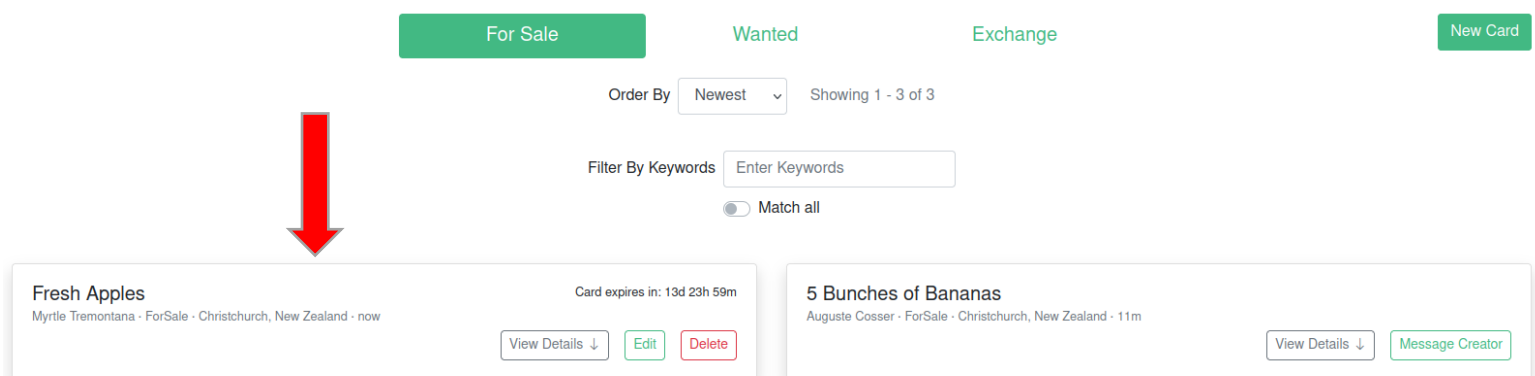 For Sale Wanted Exchange New Card
Order By Newest Showing 1 - 3 of 3
Filter By Keywords Enter Keywords
Match all
Fresh Apples Card expires in: 13d 23h 59m
Myrtle Tremontana · ForSale · Christchurch, New Zealand · now
View Details ↓ Edit Delete
5 Bunches of Bananas
Auguste Cosser · ForSale · Christchurch, New Zealand · 11m
View Details ↓ Message Creator